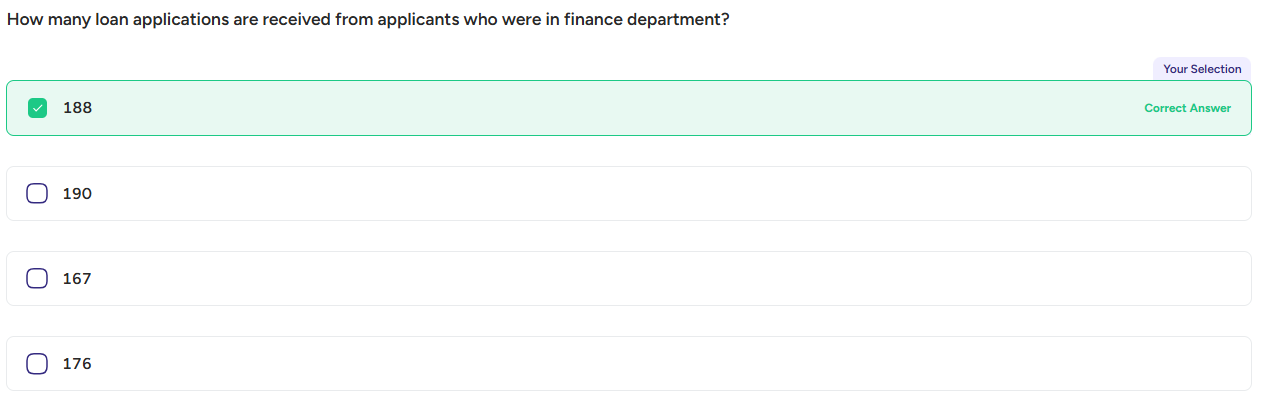 How many loan applications are received from applicants who were in finance department?
Your Selection
188
Correct Answer
190
167
176